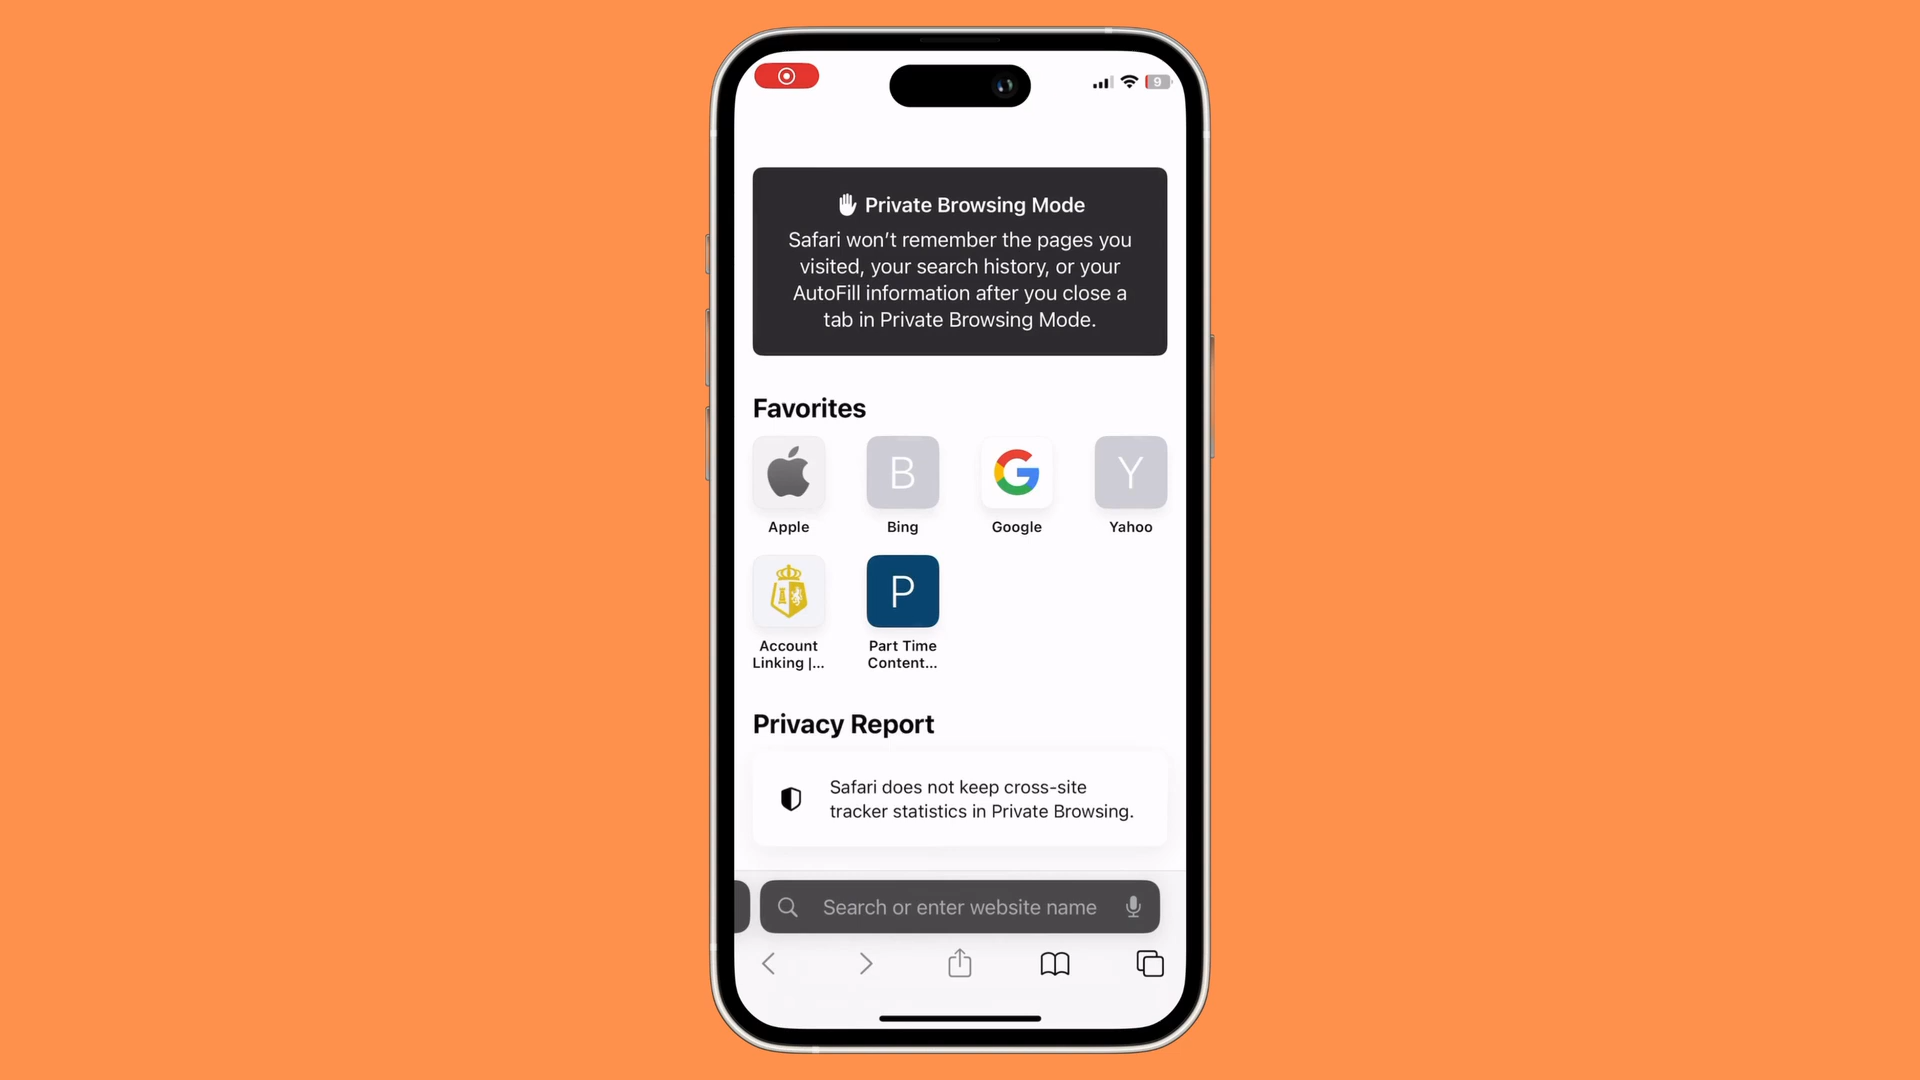 9
Private Browsing Mode
Safari won’t remember the pages you
visited, your search history, or your
AutoFill information after you close a
tab in Private Browsing Mode.
Favorites
B
Y
Apple
Bing
Google
Yahoo
P
Account
Linking |...
Part Time
Content...
Privacy Report
Safari does not keep cross-site
tracker statistics in Private Browsing.
Search or enter website name